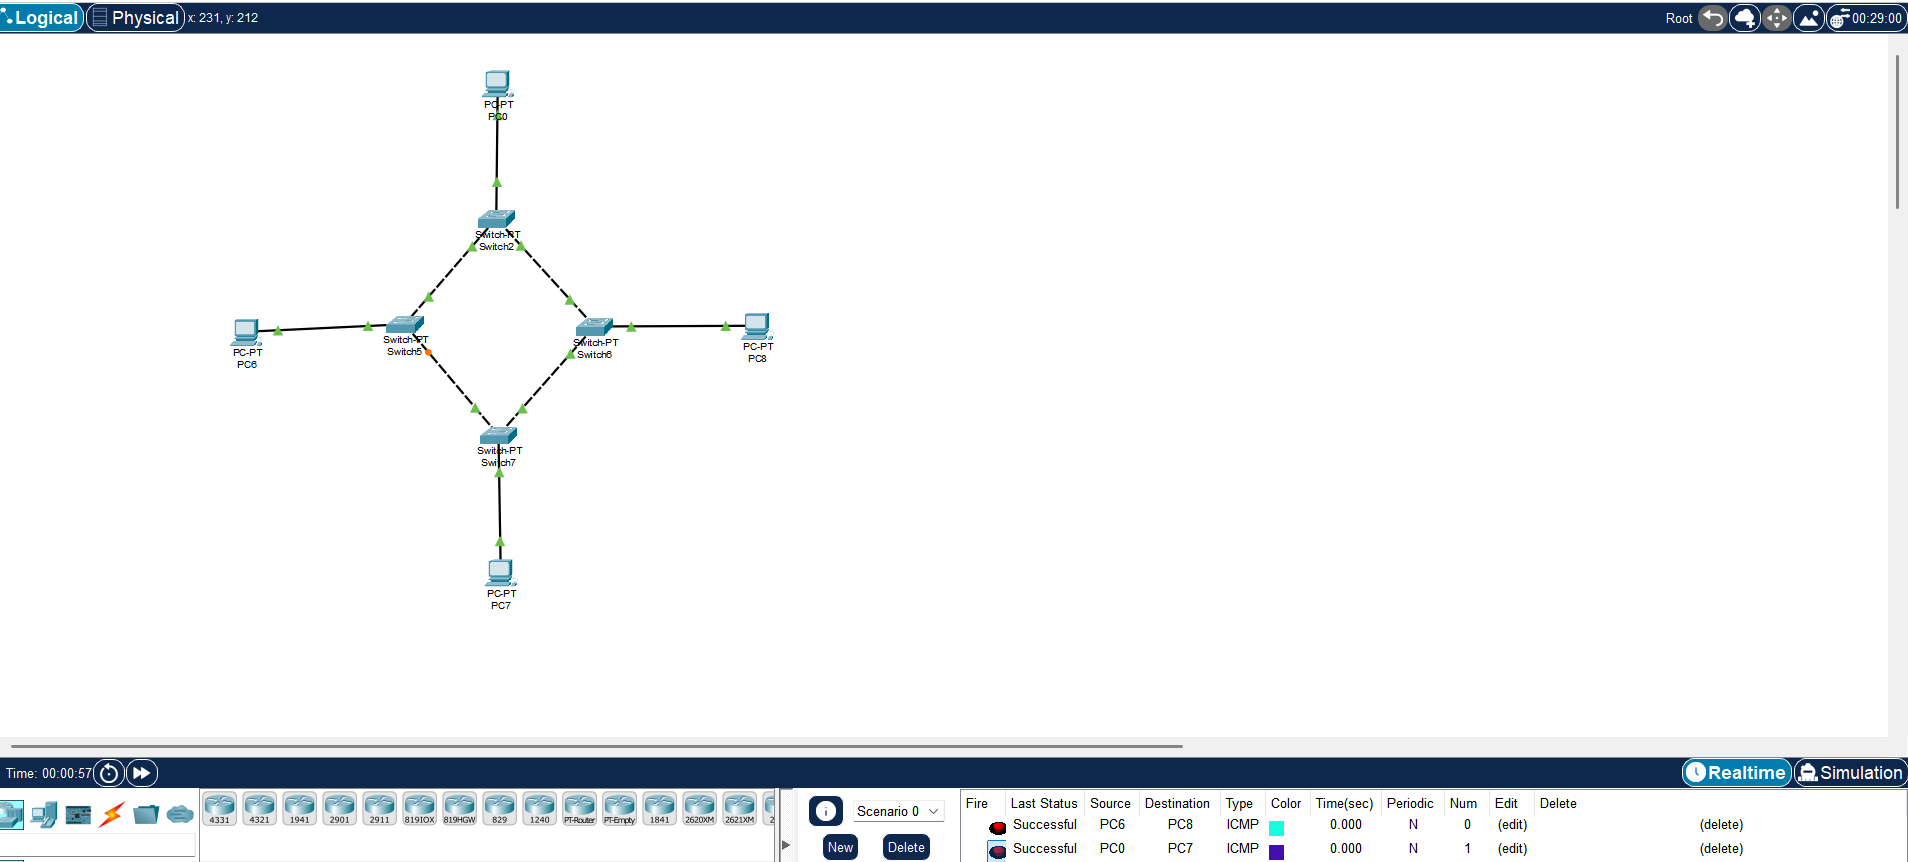 Logical Physical x: 231, y: 212 Root 00:29:00
PC-PT
PC0
Switch-PT
Switch2
PC-PT
PC6
Switch-PT
Switch5
Switch-PT
Switch6
PC-PT
PC8
Switch-PT
Switch7
PC-PT
PC7
Time: 00:00:57 Realtime Simulation
4331 4321 1941 2901 2911 819IOX 819HGW 829 1240 PT-Router PT-Empty 1841 2620XM 2621XM 2
Scenario 0
New Delete
Fire Last Status Source Destination Type Color Time(sec) Periodic Num Edit Delete
Successful PC6 PC8 ICMP 0.000 N 0 (edit) (delete)
Successful PC0 PC7 ICMP 0.000 N 1 (edit) (delete)